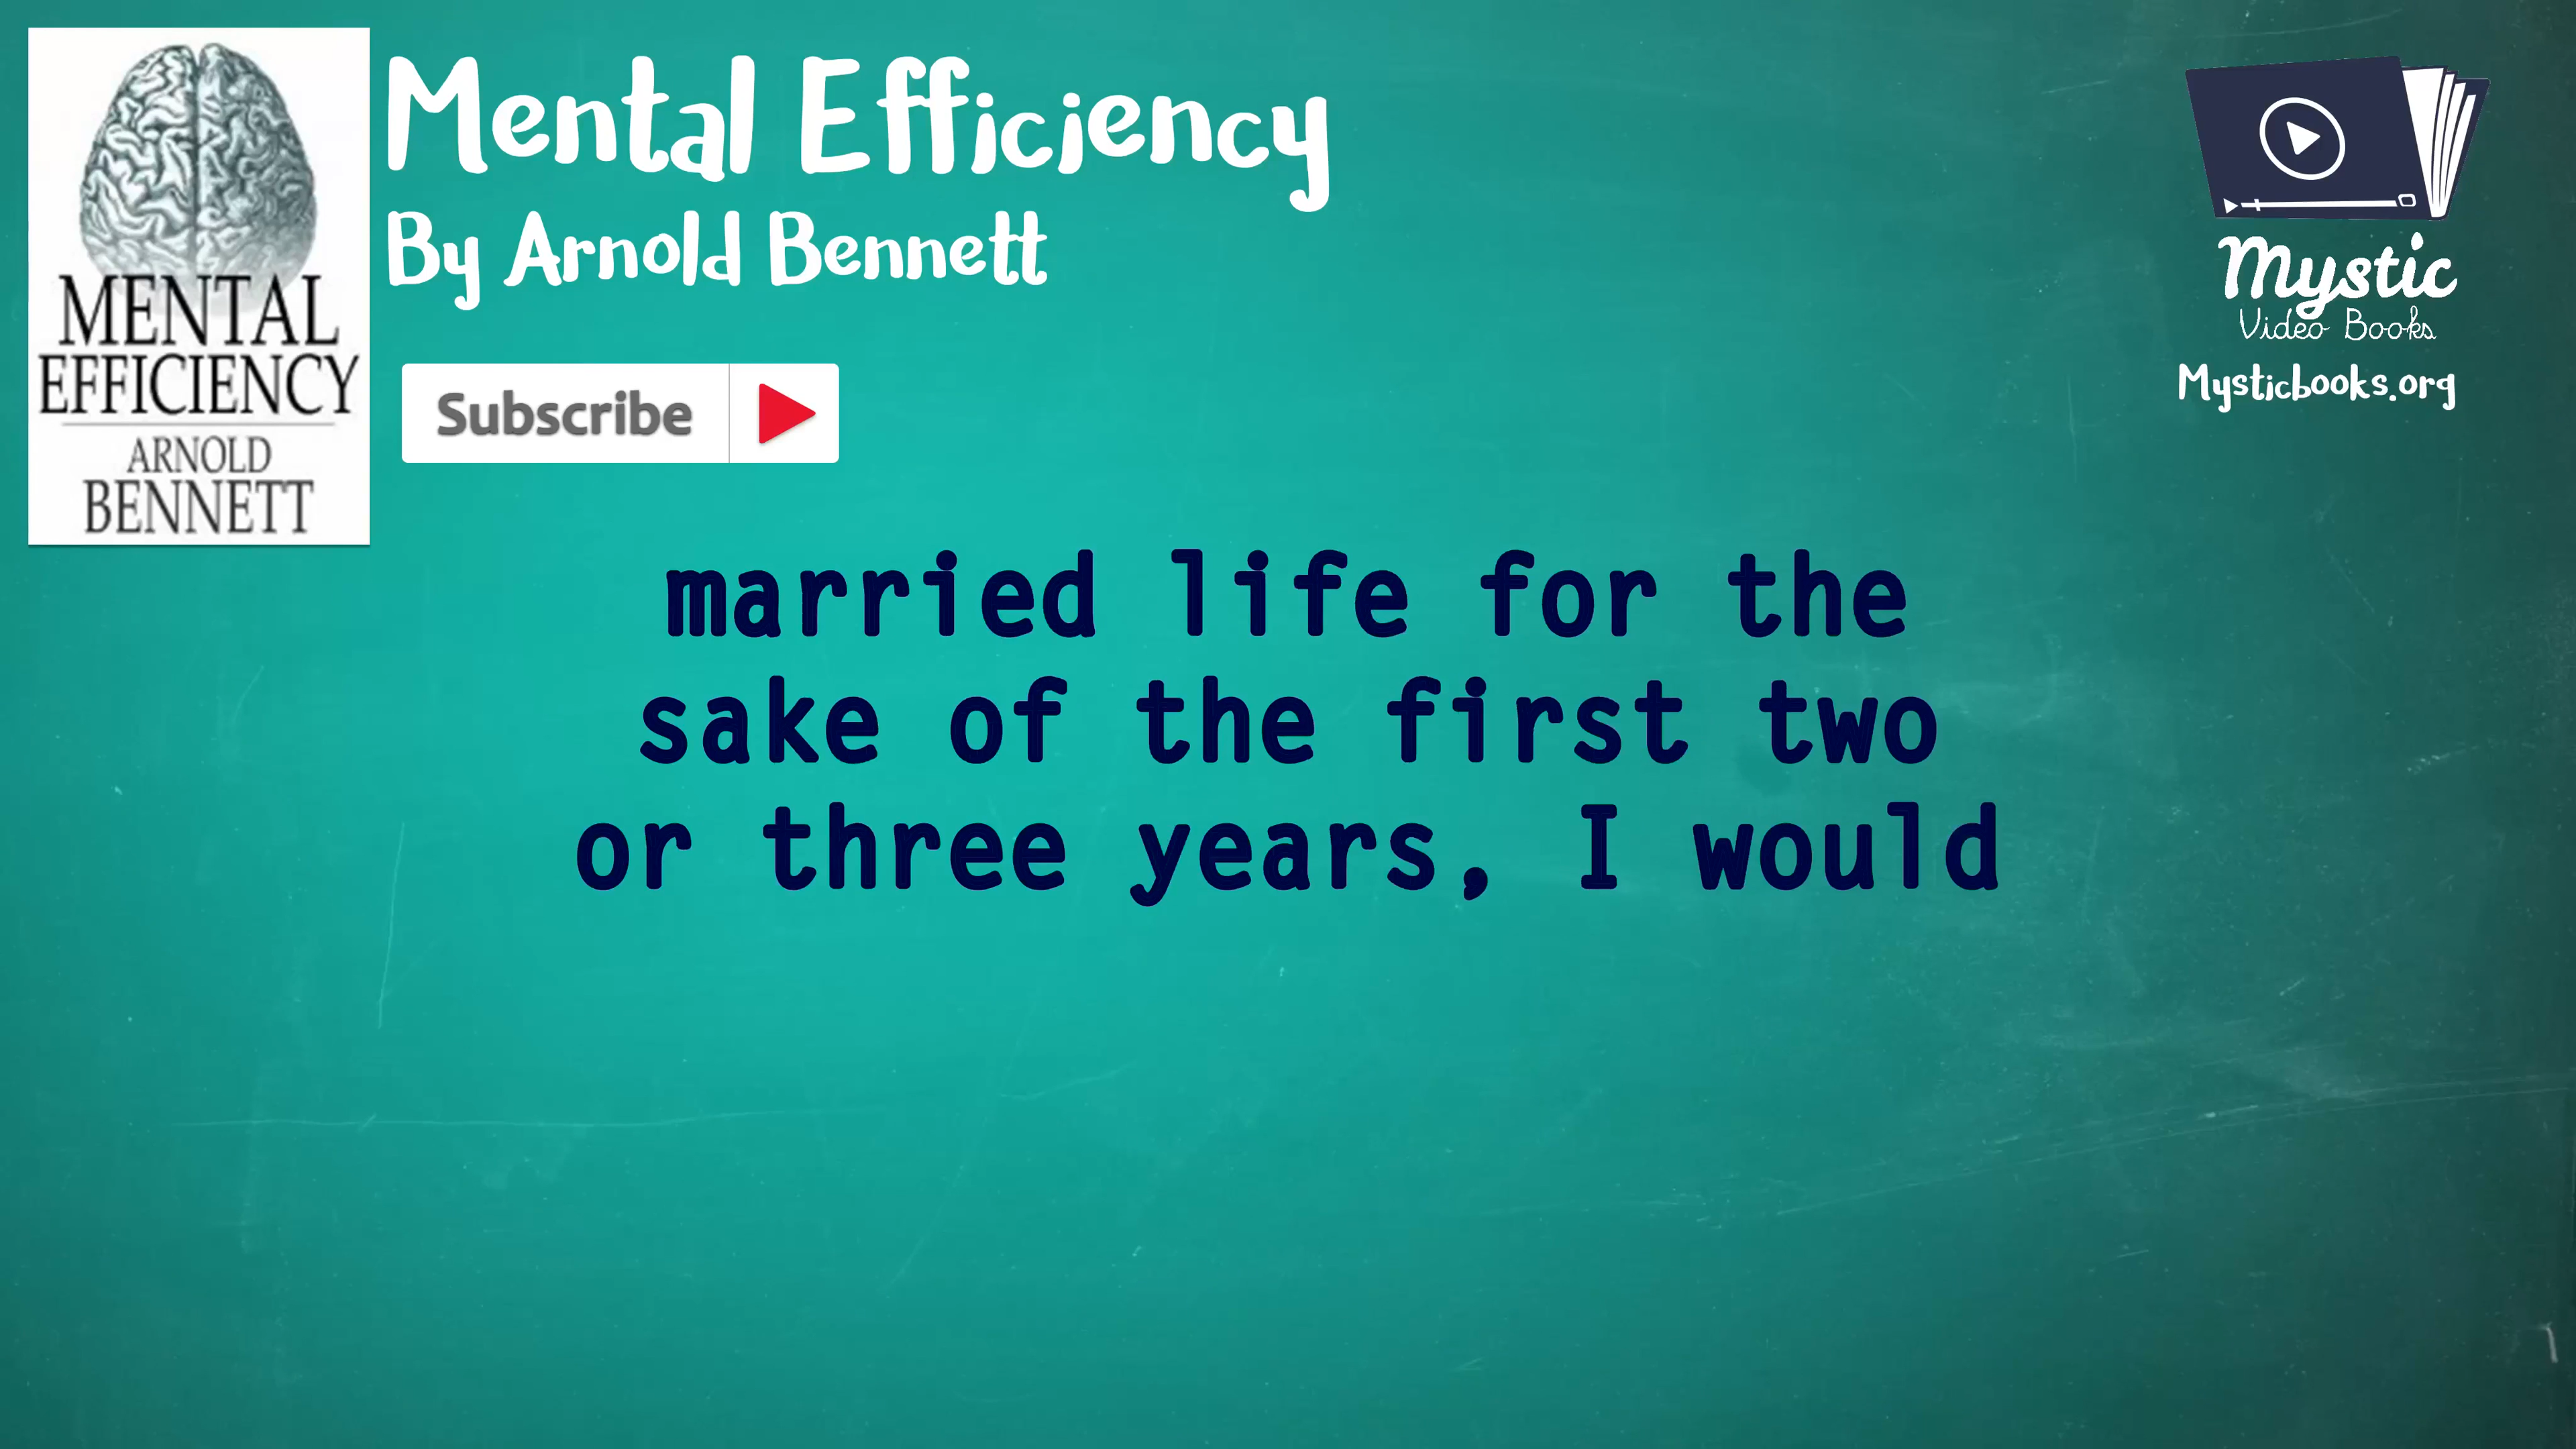 Mental Efficiency
By Arnold Bennett
MENTAL
EFFICIENCY
ARNOLD
BENNETT
Subscribe
Mystic
Video Books
Mysticbooks.org
married life for the
sake of the first two
or three years, I would